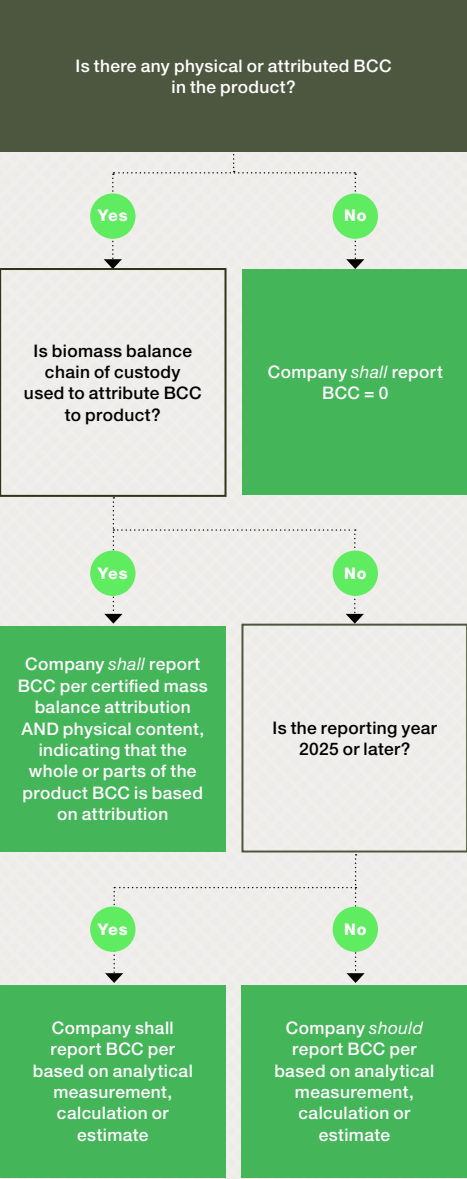 Is there any physical or attributed BCC
in the product?
Yes
No
Is biomass balance
chain of custody
used to attribute BCC
to product?
Company shall report
BCC = 0
Yes
No
Company shall report
BCC per certified mass
balance attribution
AND physical content,
indicating that the
whole or parts of the
product BCC is based
on attribution
Is the reporting year
2025 or later?
Yes
No
Company shall
report BCC per
based on analytical
measurement,
calculation or
estimate
Company should
report BCC per
based on analytical
measurement,
calculation or
estimate